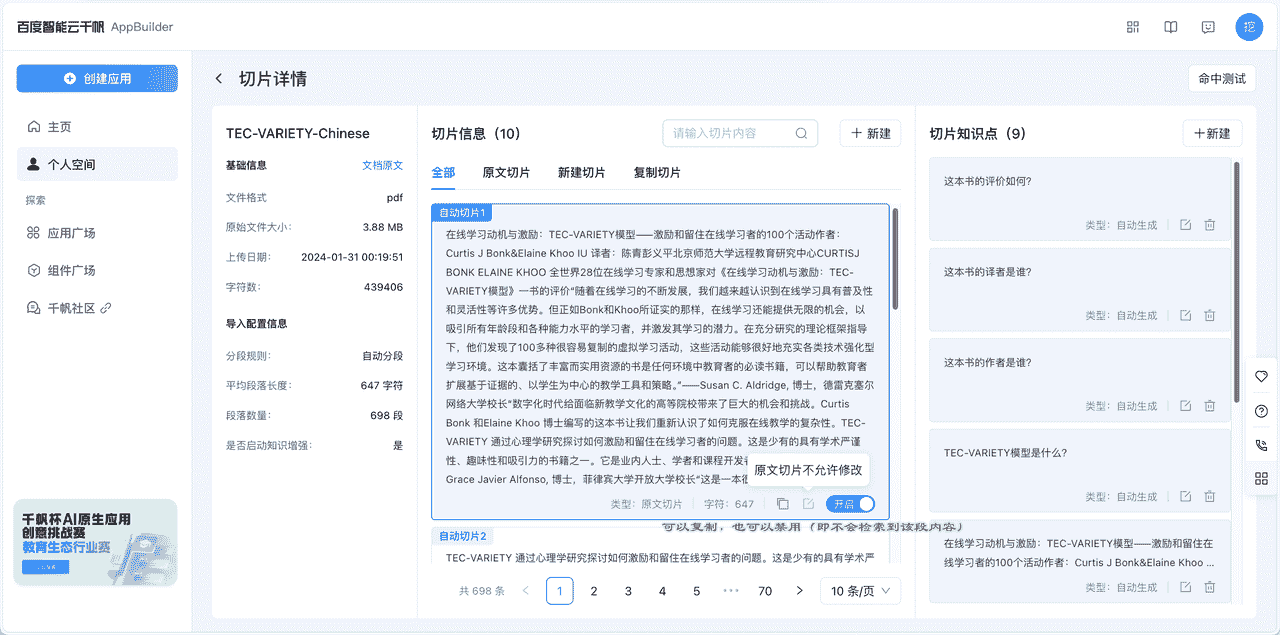 百度智能云千帆 AppBuilder
挖
创建应用
主页
个人空间
探索
应用广场
组件广场
千帆社区
千帆杯AI原生应用
创意挑战赛
教育生态行业赛
切片详情
命中测试
TEC-VARIETY-Chinese
基础信息 文档原文
文件格式 pdf
原始文件大小: 3.88 MB
上传日期: 2024-01-31 00:19:51
字符数: 439406
导入配置信息
分段规则: 自动分段
平均段落长度: 647 字符
段落数量: 698 段
是否启动知识增强: 是
切片信息（10）
请输入切片内容
新建
全部 原文切片 新建切片 复制切片
自动切片1
在线学习动机与激励：TEC-VARIETY模型——激励和留住在线学习者的100个活动作者：
Curtis J Bonk&Elaine Khoo IU 译者：陈青彭义平北京师范大学远程教育研究中心CURTISJ
BONK ELAINE KHOO 全世界28位在线学习专家和思想家对《在线学习动机与激励：TEC-
VARIETY模型》一书的评价“随着在线学习的不断发展，我们越来越认识到在线学习具有普及性
和灵活性等许多优势。但正如Bonk和Khoo所证实的那样，在线学习还能提供无限的机会，以
吸引所有年龄段和各种能力水平的学习者，并激发其学习的潜力。在充分研究的理论框架指导
下，他们发现了100多种很容易复制的虚拟学习活动，这些活动能够很好地充实各类技术强化型
学习环境。这本囊括了丰富而实用资源的书是任何环境中教育者的必读书籍，可以帮助教育者
扩展基于证据的、以学生为中心的教学工具和策略。”——Susan C. Aldridge, 博士，德雷克塞尔
网络大学校长“数字化时代给面临新教学文化的高等院校带来了巨大的机会和挑战。Curtis
Bonk 和Elaine Khoo 博士编写的这本书让我们重新认识了如何克服在线教学的复杂性。TEC-
VARIETY 通过心理学研究探讨如何激励和留住在线学习者的问题。这是少有的具有学术严谨
性、趣味性和吸引力的书籍之一。它是业内人士、学者和课程开发者
Grace Javier Alfonso, 博士，菲律宾大学开放大学校长“这是一本很
原文切片不允许修改
类型：原文切片 字符：647 开启
可以复制，也可以禁用（即不会检索到该段内容）
自动切片2
TEC-VARIETY 通过心理学研究探讨如何激励和留住在线学习者的问题。这是少有的具有学术严
共 698 条 1 2 3 4 5 ··· 70 10 条/页
切片知识点（9）
新建
这本书的评价如何?
类型：自动生成
这本书的译者是谁?
类型：自动生成
这本书的作者是谁?
类型：自动生成
TEC-VARIETY模型是什么?
类型：自动生成
在线学习动机与激励：TEC-VARIETY模型——激励和留住在
线学习者的100个活动作者：Curtis J Bonk&Elaine Khoo ...
类型：自动生成